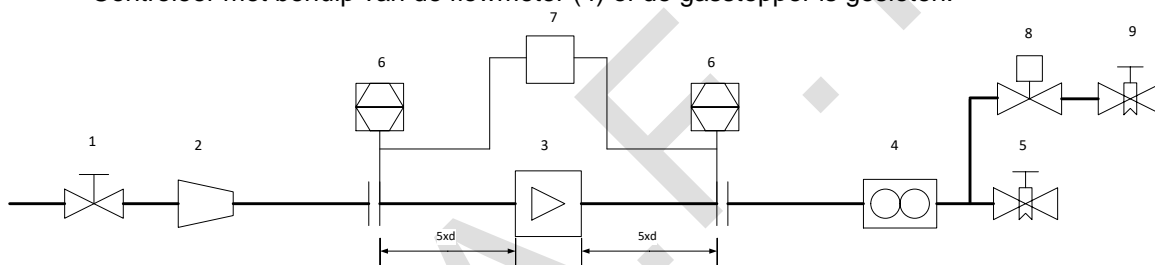 Controleer met behulp van de flowmeter (4) of de gasstopper is gesloten.
7
8 9
6 6
1 2 3 4 5
5xd 5xd